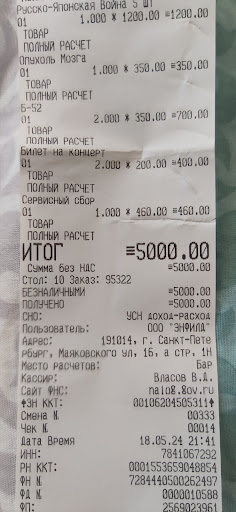 Русско-Японская Война 5 шт
01 1.000 * 1200.00 ≡1200.00
ТОВАР
ПОЛНЫЙ РАСЧЕТ
Опухоль Мозга
01 1.000 * 350.00 ≡350.00
ТОВАР
ПОЛНЫЙ РАСЧЕТ
Б-52
01 2.000 * 350.00 ≡700.00
ТОВАР
ПОЛНЫЙ РАСЧЕТ
Билет на концерт
01 2.000 * 200.00 ≡400.00
ТОВАР
ПОЛНЫЙ РАСЧЕТ
Сервисный сбор
01 1.000 * 460.00 ≡460.00
ТОВАР
ПОЛНЫЙ РАСЧЕТ
ИТОГ ≡5000.00
Сумма без НДС ≡5000.00
Стол: 10 Заказ: 95322
БЕЗНАЛИЧНЫМИ ≡5000.00
ПОЛУЧЕНО ≡5000.00
СНО: УСН доход-расход
Пользователь: ООО "ЭНФИЛД"
Адрес: 191014, г. Санкт-Пете
рбург, Маяковского ул, 16, а стр. 1Н
Место расчетов: Бар
Кассир: Власов В.Д.
Сайт ФНС: nalog.gov.ru
ФЗН ККТ: 00106204505311↑
Смена № 00333
Чек № 00014
Дата Время 18.05.24 21:41
ИНН: 7841067292
РН ККТ: 0001553659048854
ФН № 7284440500262497
ФД № 0000010588
ФП: 2569023961